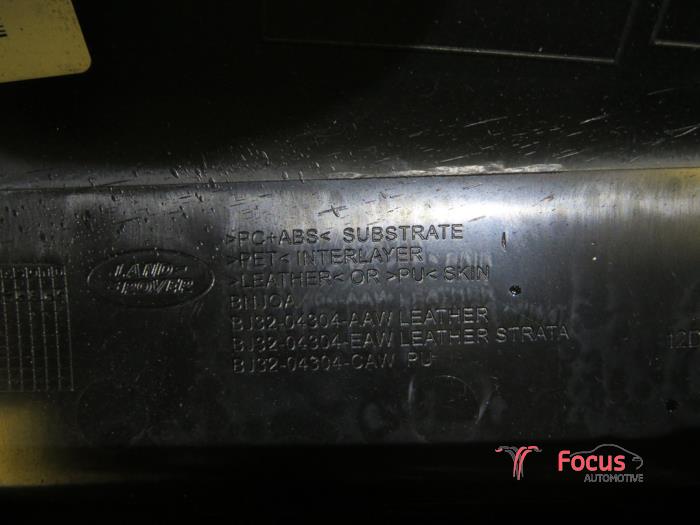 >PC+ABS< SUBSTRATE
>PET< INTERLAYER
>LEATHER< OR >PU< SKIN
LAND-
ROVER
BJ32-04304-AAW LEATHER
BJ32-04304-EAW LEATHER STRATA
BJ32-04304-CAW PU
Focus
AUTOMOTIVE